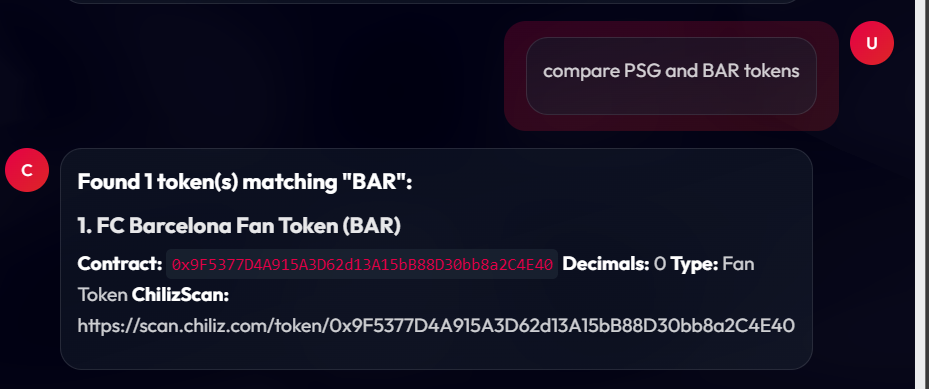 U
compare PSG and BAR tokens
C
Found 1 token(s) matching "BAR":
1. FC Barcelona Fan Token (BAR)
Contract: 0x9F5377D4A915A3D62d13A15bB88D30bb8a2C4E40 Decimals: 0 Type: Fan
Token ChilizScan:
https://scan.chiliz.com/token/0x9F5377D4A915A3D62d13A15bB88D30bb8a2C4E40